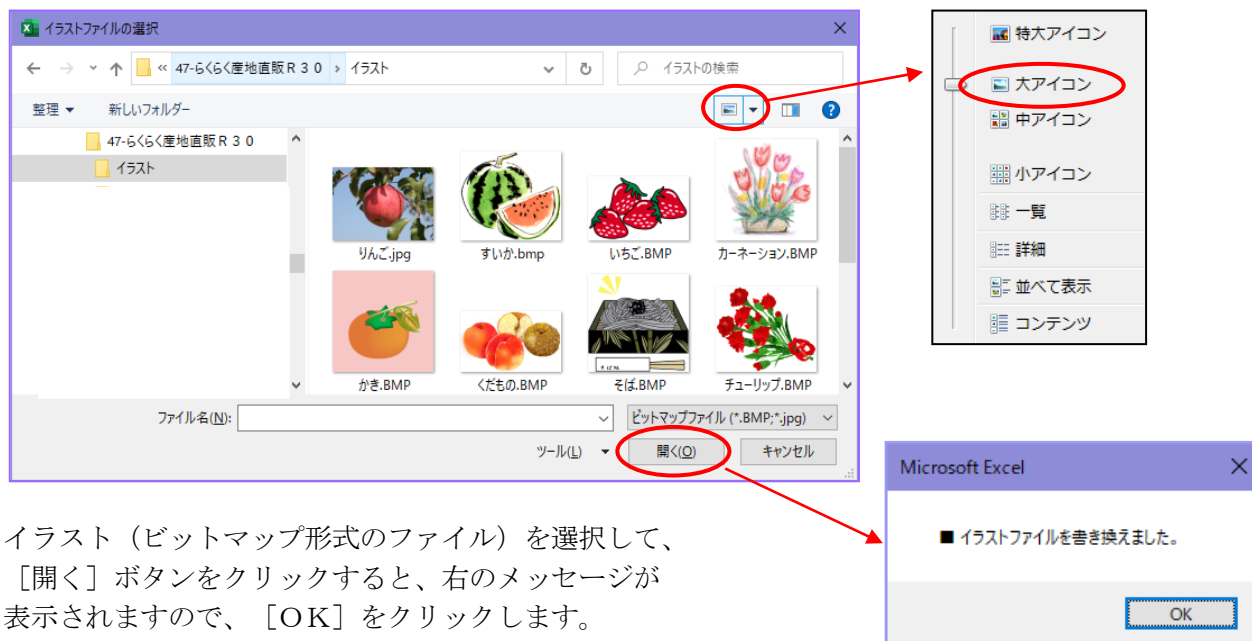 イラストファイルの選択
« 47-らくらく産地直販Ｒ３０ › イラスト
イラストの検索
整理
新しいフォルダー
47-らくらく産地直販Ｒ３０
イラスト
りんご.jpg
すいか.bmp
いちご.BMP
カーネーション.BMP
かき.BMP
くだもの.BMP
そば.BMP
チューリップ.BMP
ファイル名(N):
ビットマップファイル (*.BMP;*.jpg)
ツール(L)
開く(O)
キャンセル
特大アイコン
大アイコン
中アイコン
小アイコン
一覧
詳細
並べて表示
コンテンツ
イラスト（ビットマップ形式のファイル）を選択して、
［開く］ボタンをクリックすると、右のメッセージが
表示されますので、［ＯＫ］をクリックします。
Microsoft Excel
■ イラストファイルを書き換えました。
OK